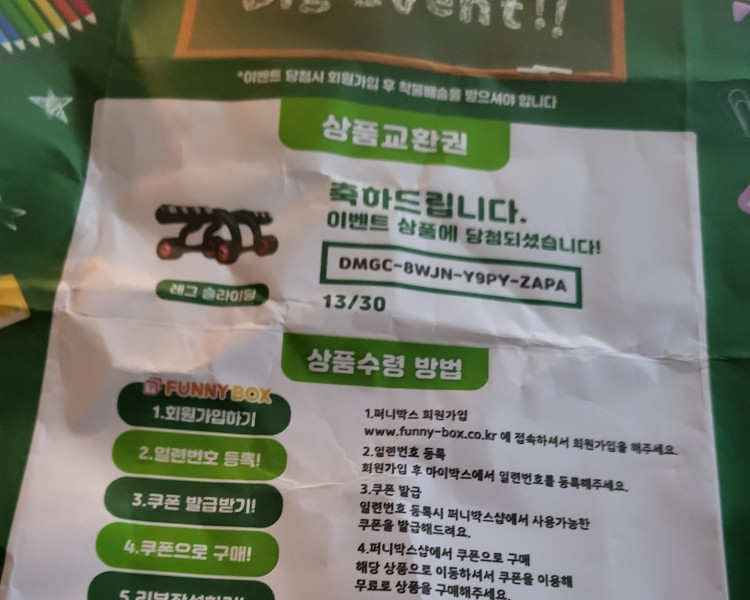 Big event!!
*이벤트 당첨시 회원가입 후 착불배송을 받으셔야 합니다
상품교환권
축하드립니다.
이벤트 상품에 당첨되셨습니다!
DMGC-8WJN-Y9PY-ZAPA
레그 슬라이딩
13/30
상품수령 방법
FUNNY BOX
1.회원가입하기
1.퍼니박스 회원가입
www.funny-box.co.kr 에 접속하셔서 회원가입을 해주세요.
2.일련번호 등록!
2.일련번호 등록
회원가입 후 마이박스에서 일련번호를 등록해주세요.
3.쿠폰 발급받기!
3.쿠폰 발급
일련번호 등록시 퍼니박스샵에서 사용가능한
쿠폰을 발급해드려요.
4.쿠폰으로 구매!
4.퍼니박스샵에서 쿠폰으로 구매
해당 상품으로 이동하셔서 쿠폰을 이용해
무료로 상품을 구매해주세요.